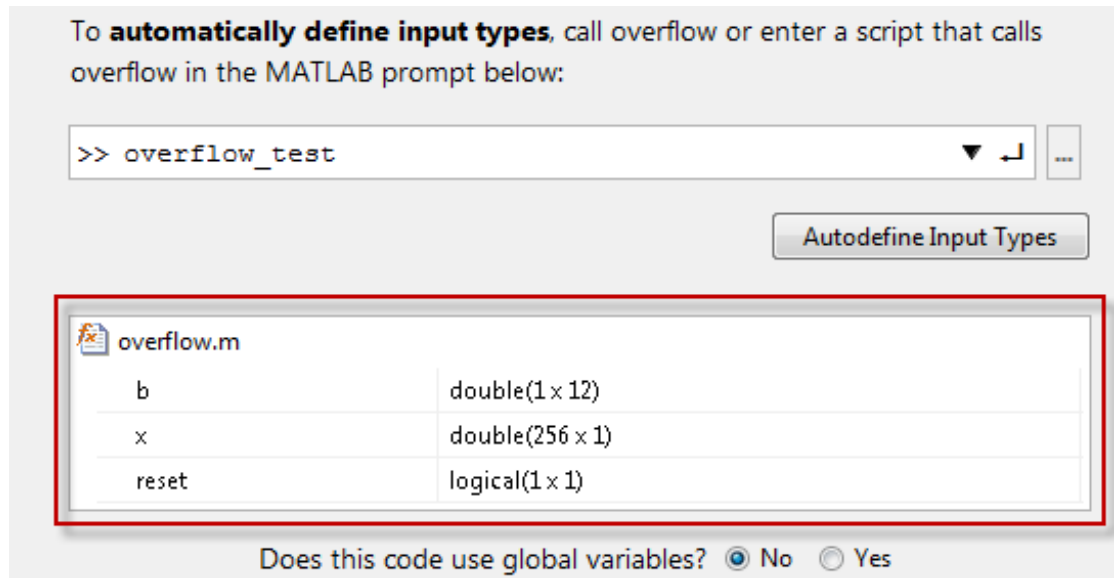 To automatically define input types, call overflow or enter a script that calls
overflow in the MATLAB prompt below:
>> overflow_test
...
Autodefine Input Types
overflow.m
b double(1 x 12)
x double(256 x 1)
reset logical(1 x 1)
Does this code use global variables? No Yes